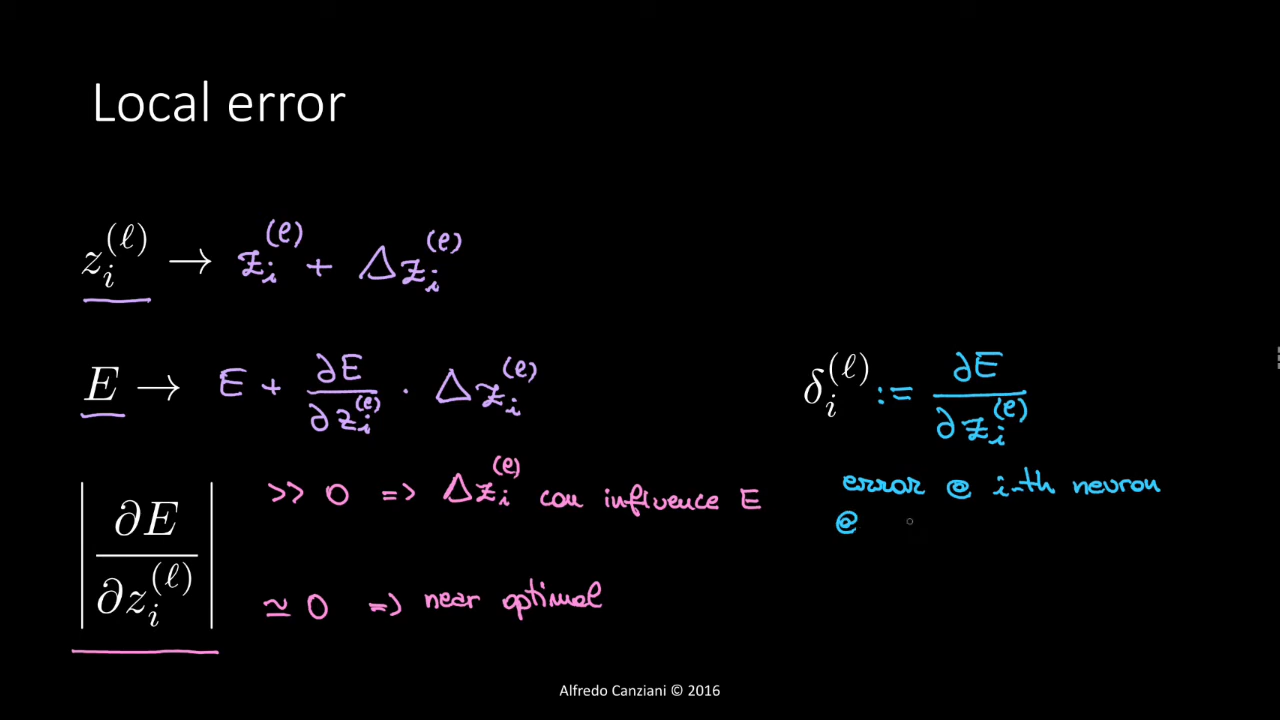 Local error
z_i^{(ℓ)} → z_i^{(ℓ)} + Δz_i^{(ℓ)}
E → E + ∂E/∂z_i^{(ℓ)} · Δz_i^{(ℓ)}
|∂E/∂z_i^{(ℓ)}| >> 0 => Δz_i^{(ℓ)} can influence E
≃ 0 => near optimal
δ_i^{(ℓ)} := ∂E/∂z_i^{(ℓ)}
error @ i-th neuron
@
Alfredo Canziani © 2016